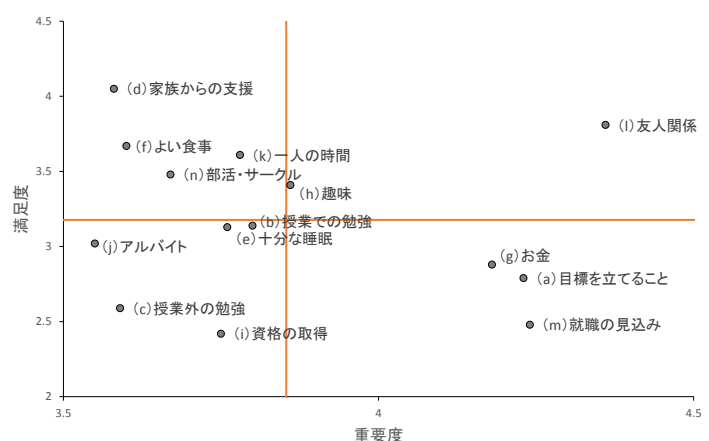 4.5
(d)家族からの支援
4
(l)友人関係
(f)よい食事
(k)一人の時間
3.5
(n)部活・サークル
(h)趣味
満足度
(b)授業での勉強
(e)十分な睡眠
3
(j)アルバイト
(g)お金
(a)目標を立てること
(c)授業外の勉強
2.5
(i)資格の取得
(m)就職の見込み
2
3.5
4
4.5
重要度